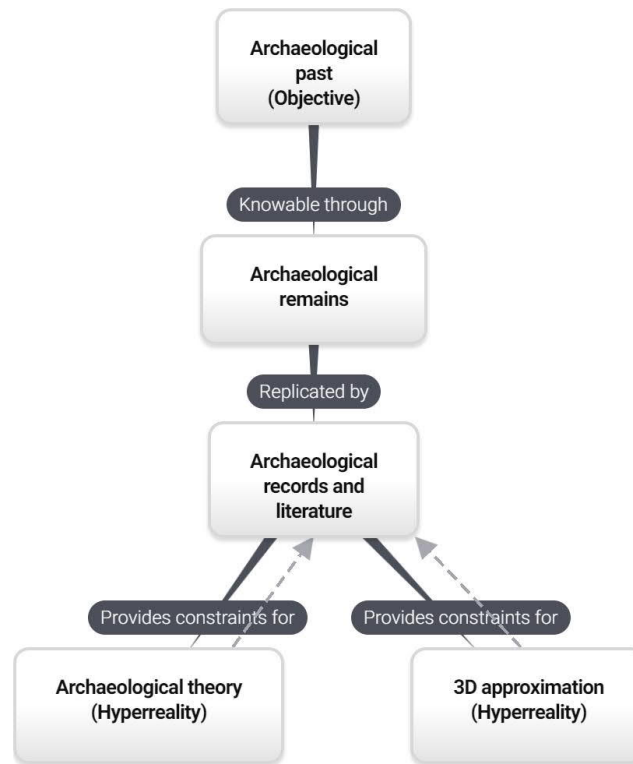 Archaeological
past
(Objective)
Knowable through
Archaeological
remains
Replicated by
Archaeological
records and
literature
Provides constraints for
Provides constraints for
Archaeological theory
(Hyperreality)
3D approximation
(Hyperreality)